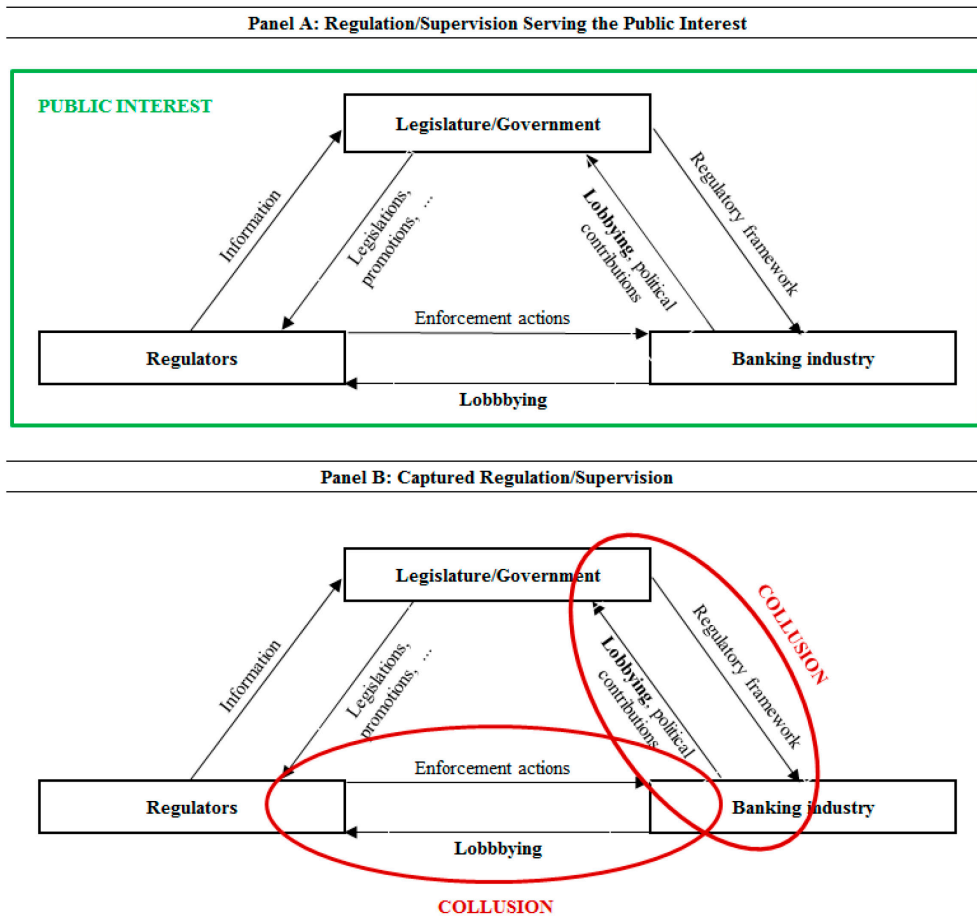 Panel A: Regulation/Supervision Serving the Public Interest
PUBLIC INTEREST
Legislature/Government
Information
Legislations,
promotions, ...
Lobbying, political
contributions
Regulatory framework
Enforcement actions
Regulators
Banking industry
Lobbbying
Panel B: Captured Regulation/Supervision
Legislature/Government
COLLUSION
Information
Legislations,
promotions, ...
Lobbying, political
contributions
Regulatory framework
Enforcement actions
Regulators
Banking industry
Lobbbying
COLLUSION